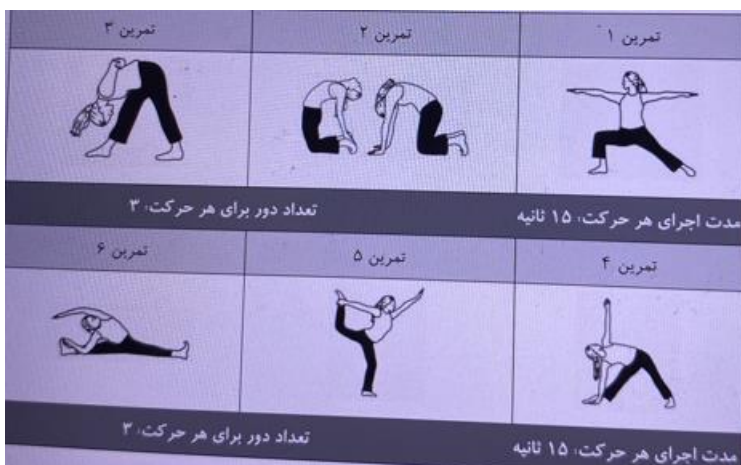 تمرین ۱ تمرین ۲ تمرین ۳
مدت اجرای هر حرکت: ۱۵ ثانیه تعداد دور برای هر حرکت: ۳
تمرین ۴ تمرین ۵ تمرین ۶
مدت اجرای هر حرکت: ۱۵ ثانیه تعداد دور برای هر حرکت: ۳